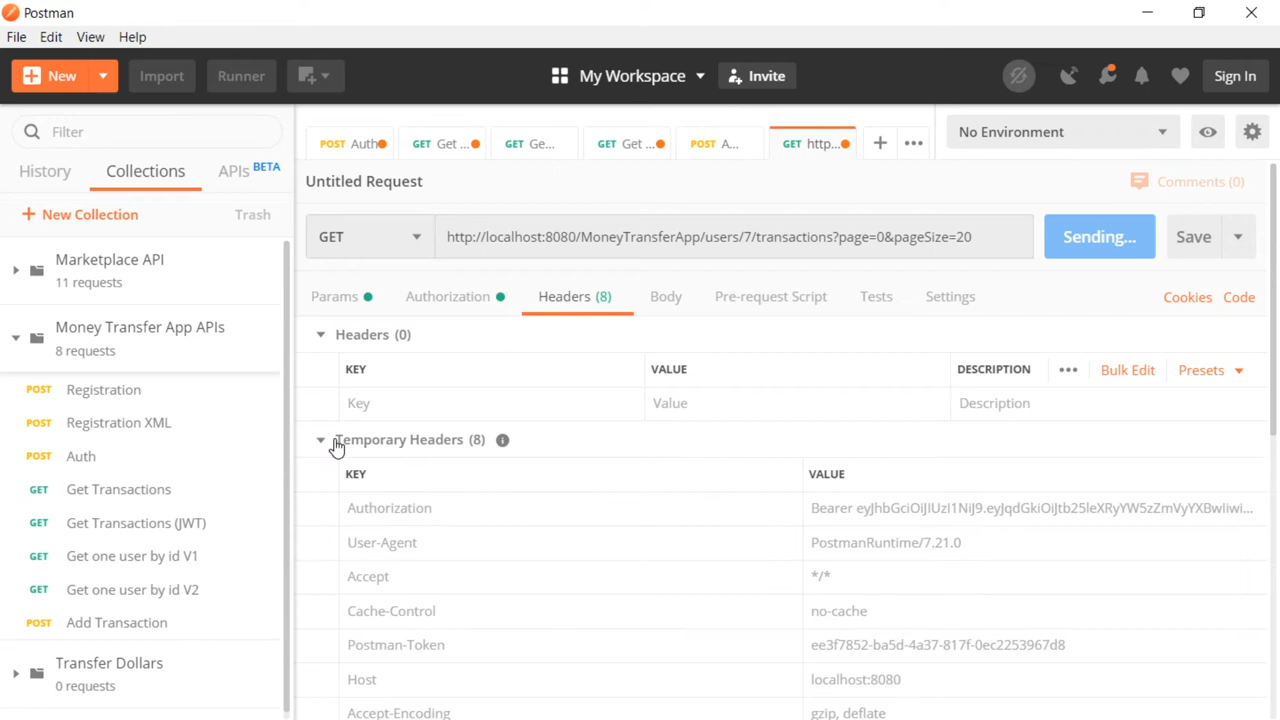 Postman
File Edit View Help
New Import Runner My Workspace Invite Sign In
Filter
History Collections APIs BETA
New Collection Trash
Marketplace API
11 requests
Money Transfer App APIs
8 requests
POST Registration
POST Registration XML
POST Auth
GET Get Transactions
GET Get Transactions (JWT)
GET Get one user by id V1
GET Get one user by id V2
POST Add Transaction
Transfer Dollars
0 requests
POST Auth GET Get ... GET Ge... GET Get ... POST A... GET http... No Environment
Untitled Request Comments (0)
GET http://localhost:8080/MoneyTransferApp/users/7/transactions?page=0&pageSize=20 Sending... Save
Params Authorization Headers (8) Body Pre-request Script Tests Settings Cookies Code
Headers (0)
KEY VALUE DESCRIPTION Bulk Edit Presets
Key Value Description
Temporary Headers (8)
KEY VALUE
Authorization
User-Agent PostmanRuntime/7.21.0
Accept */*
Cache-Control no-cache
Postman-Token ee3f7852-ba5d-4a37-817f-0ec2253967d8
Host localhost:8080
Accept-Encoding gzip, deflate